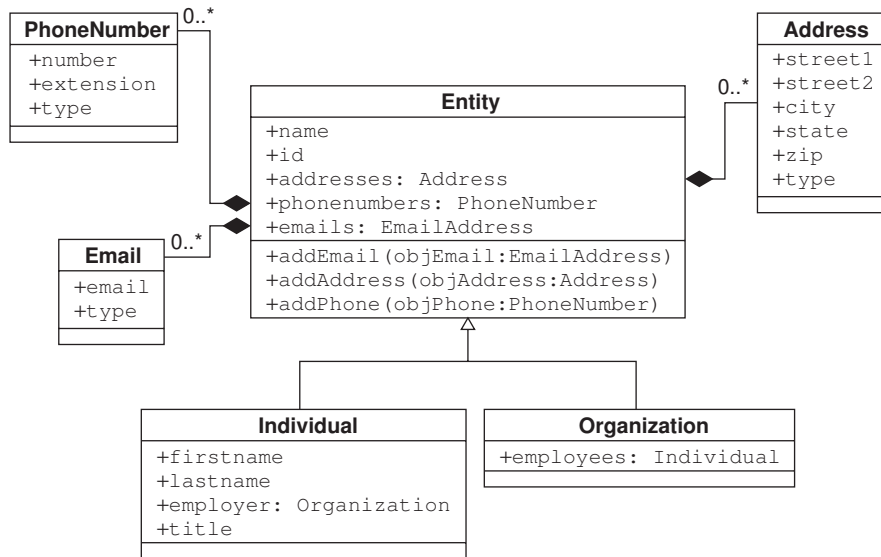 PhoneNumber
+number
+extension
+type
0..*
Address
+street1
+street2
+city
+state
+zip
+type
0..*
Entity
+name
+id
+addresses: Address
+phonenumbers: PhoneNumber
+emails: EmailAddress
+addEmail(objEmail:EmailAddress)
+addAddress(objAddress:Address)
+addPhone(objPhone:PhoneNumber)
Email
+email
+type
0..*
Individual
+firstname
+lastname
+employer: Organization
+title
Organization
+employees: Individual